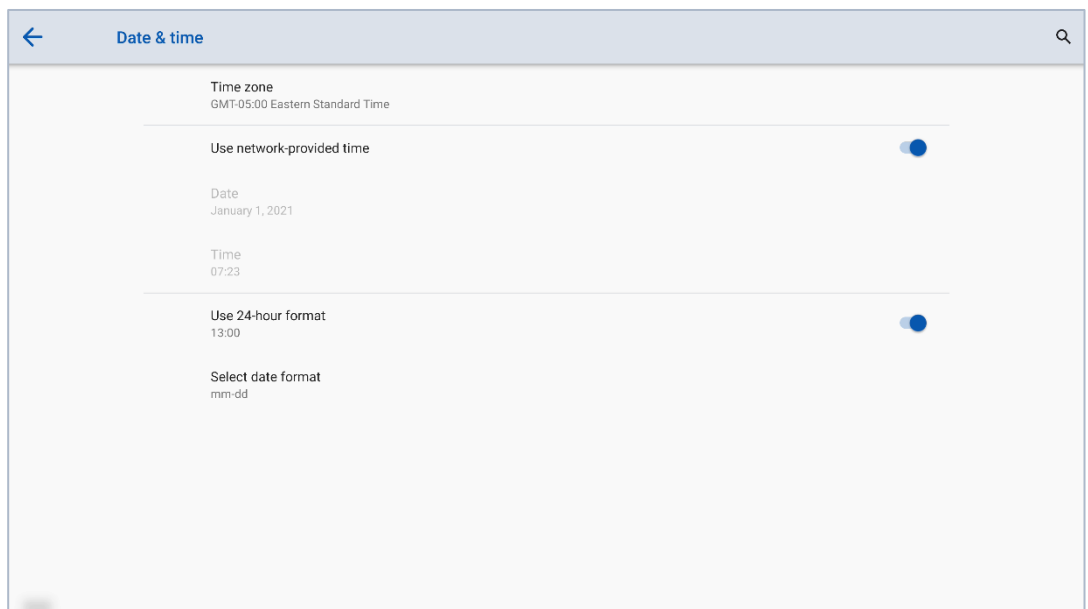 Date & time
Time zone
GMT-05:00 Eastern Standard Time
Use network-provided time
Date
January 1, 2021
Time
07:23
Use 24-hour format
13:00
Select date format
mm-dd